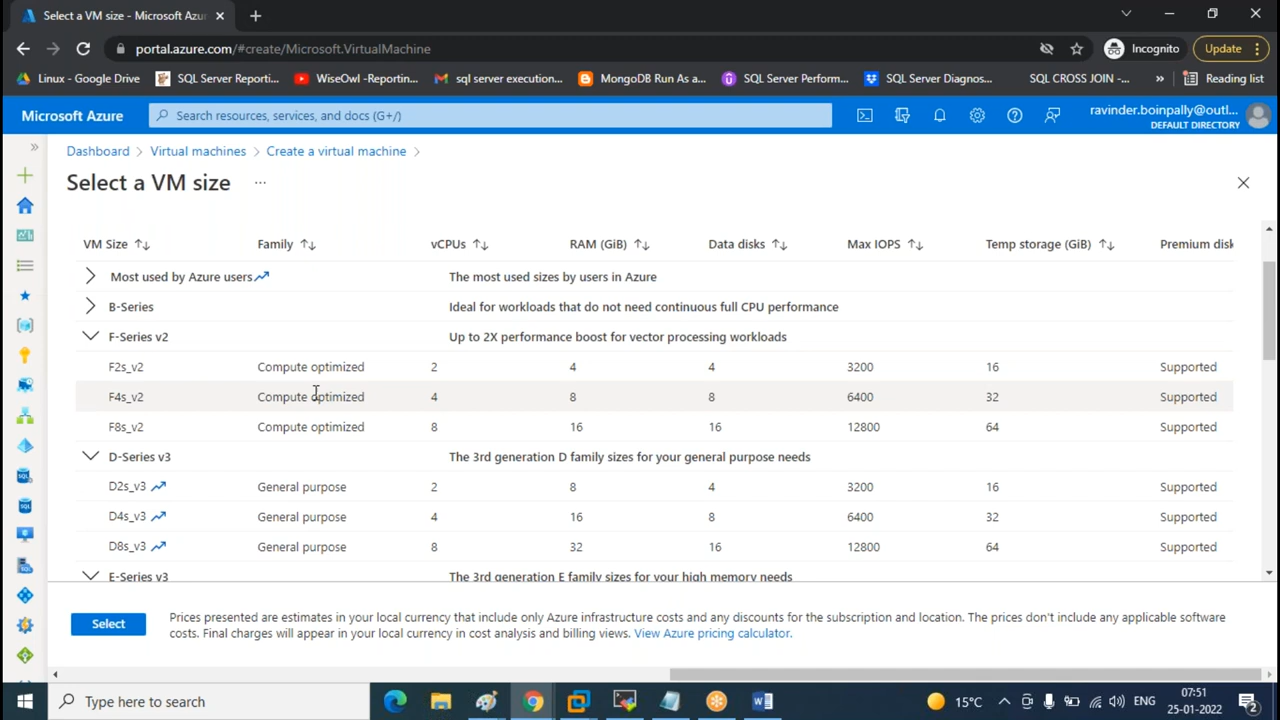 Select a VM size - Microsoft Azu
portal.azure.com/#create/Microsoft.VirtualMachine
Incognito
Update
Linux - Google Drive
SQL Server Reporti...
WiseOwl -Reportin...
sql server execution...
MongoDB Run As a...
SQL Server Perform...
SQL Server Diagnos...
SQL CROSS JOIN -...
»
Reading list
Microsoft Azure
Search resources, services, and docs (G+/)
ravinder.boinpally@outl...
DEFAULT DIRECTORY
Dashboard > Virtual machines > Create a virtual machine >
Select a VM size ...
VM Size Family vCPUs RAM (GiB) Data disks Max IOPS Temp storage (GiB) Premium disk
Most used by Azure users The most used sizes by users in Azure
B-Series Ideal for workloads that do not need continuous full CPU performance
F-Series v2 Up to 2X performance boost for vector processing workloads
F2s_v2 Compute optimized 2 4 4 3200 16 Supported
F4s_v2 Compute optimized 4 8 8 6400 32 Supported
F8s_v2 Compute optimized 8 16 16 12800 64 Supported
D-Series v3 The 3rd generation D family sizes for your general purpose needs
D2s_v3 General purpose 2 8 4 3200 16 Supported
D4s_v3 General purpose 4 16 8 6400 32 Supported
D8s_v3 General purpose 8 32 16 12800 64 Supported
E-Series v3 The 3rd generation E family sizes for your high memory needs
Select
Prices presented are estimates in your local currency that include only Azure infrastructure costs and any discounts for the subscription and location. The prices don't include any applicable software
costs. Final charges will appear in your local currency in cost analysis and billing views. View Azure pricing calculator.
Type here to search
15°C
ENG
07:51
25-01-2022
2